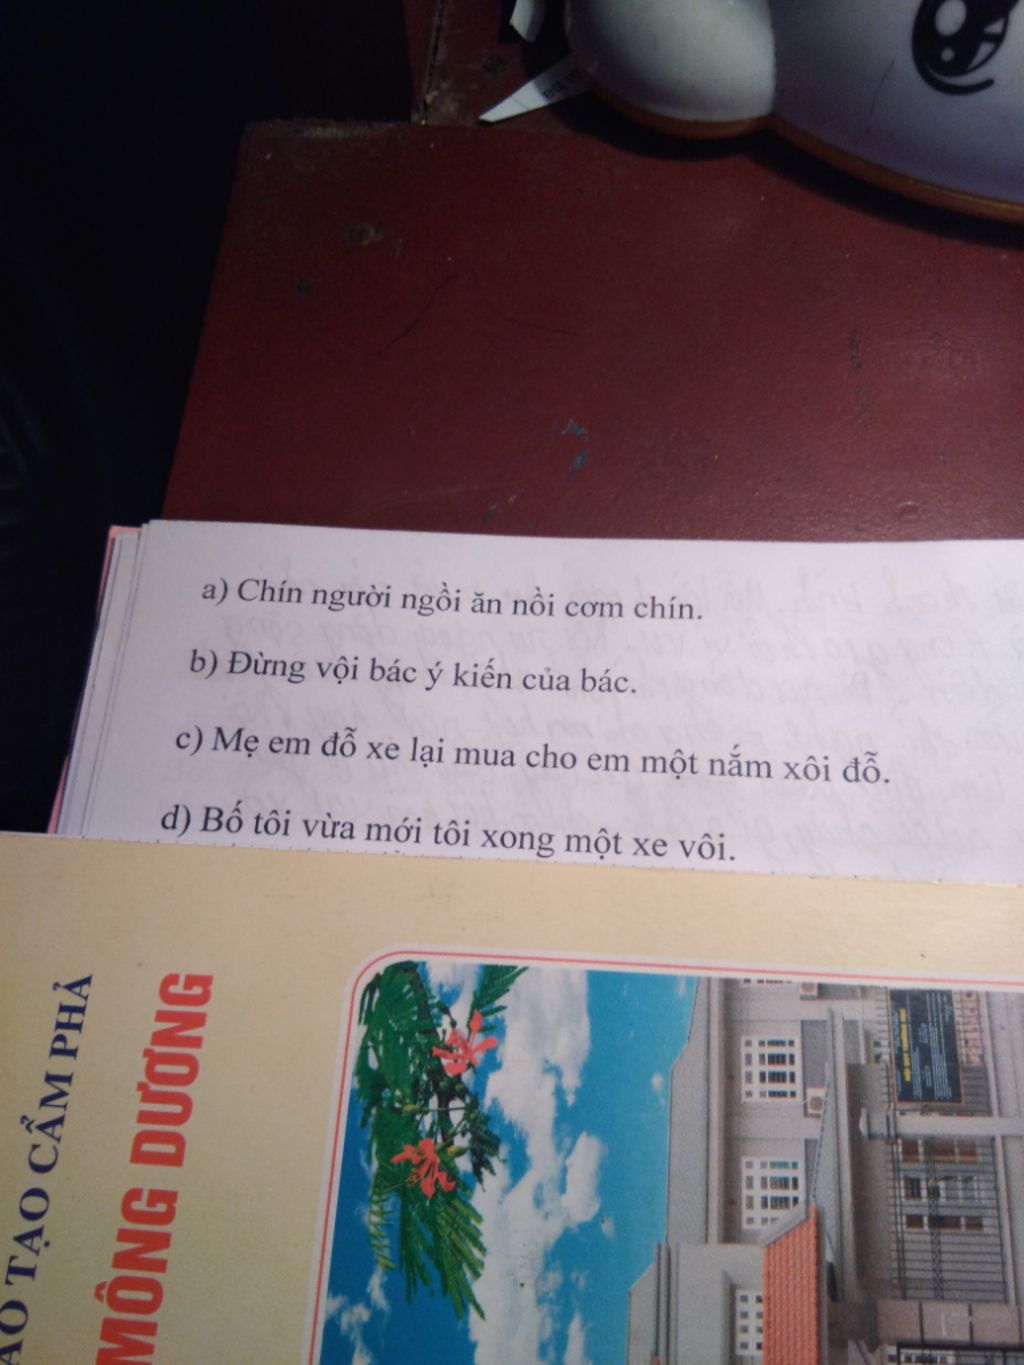 a) Chín người ngồi ăn nồi cơm chín.
b) Đừng vội bác ý kiến của bác.
c) Mẹ em đỗ xe lại mua cho em một nắm xôi đỗ.
d) Bố tôi vừa mới tôi xong một xe vôi.
TẠO CẨM PHẢ
MÔNG DƯƠNG